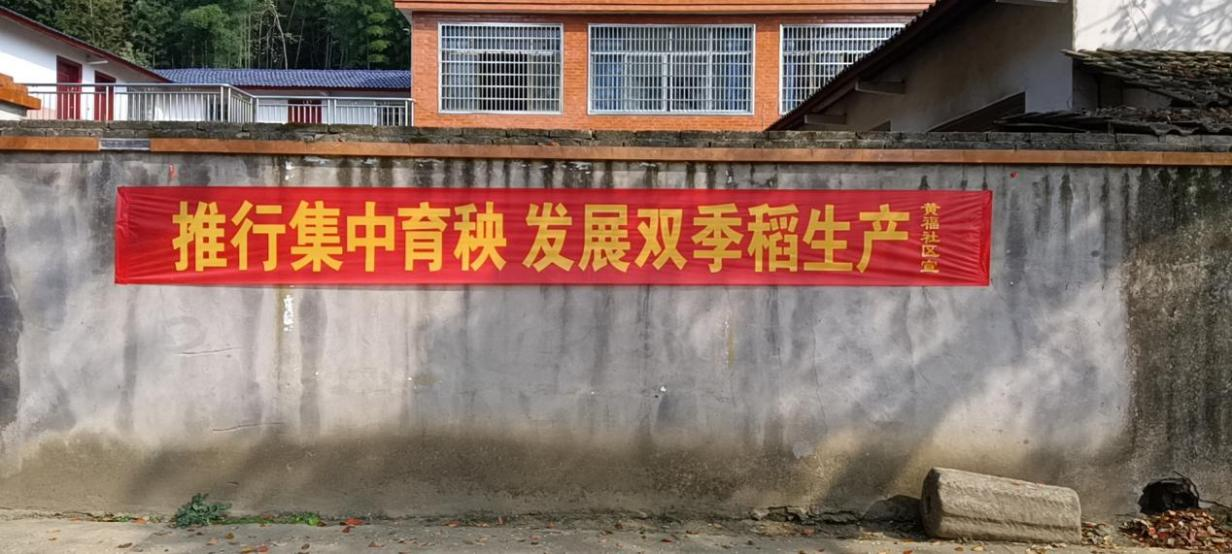 推行集中育秧 发展双季稻生产
黄福社区宣